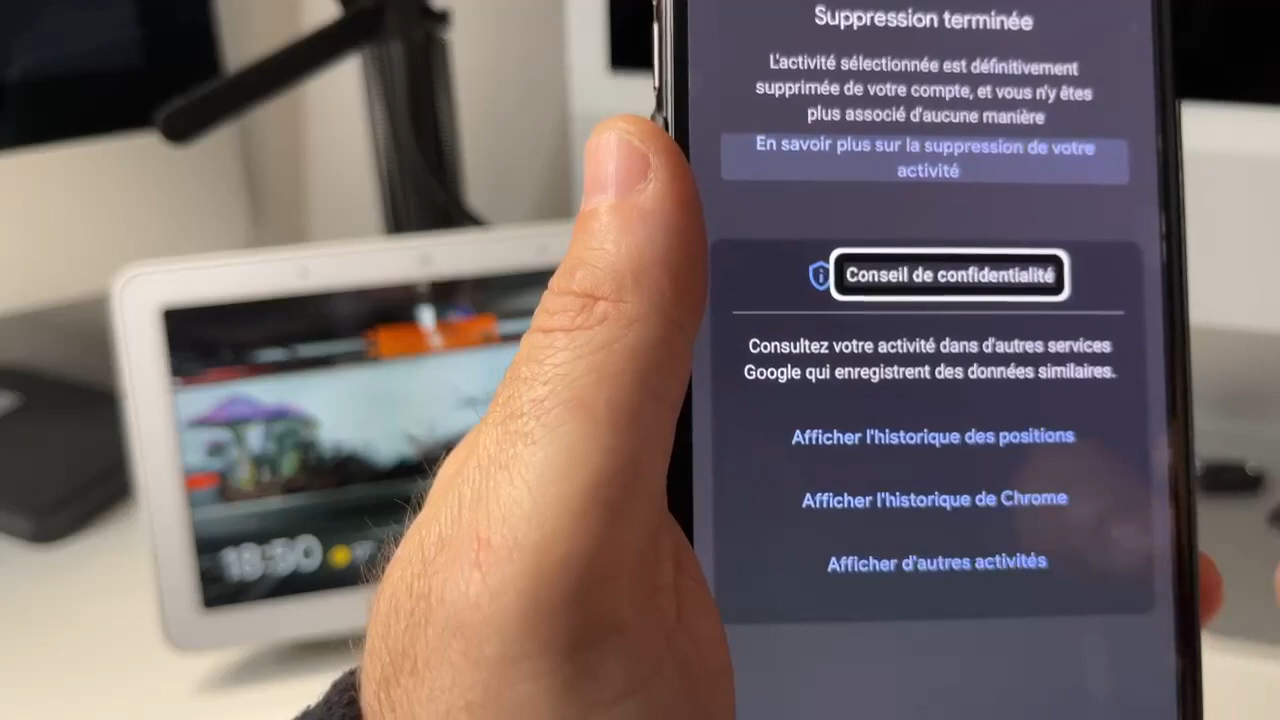 Suppression terminée
L'activité sélectionnée est définitivement
supprimée de votre compte, et vous n'y êtes
plus associé d'aucune manière
En savoir plus sur la suppression de votre
activité
Conseil de confidentialité
Consultez votre activité dans d'autres services
Google qui enregistrent des données similaires.
Afficher l'historique des positions
Afficher l'historique de Chrome
Afficher d'autres activités
18:50